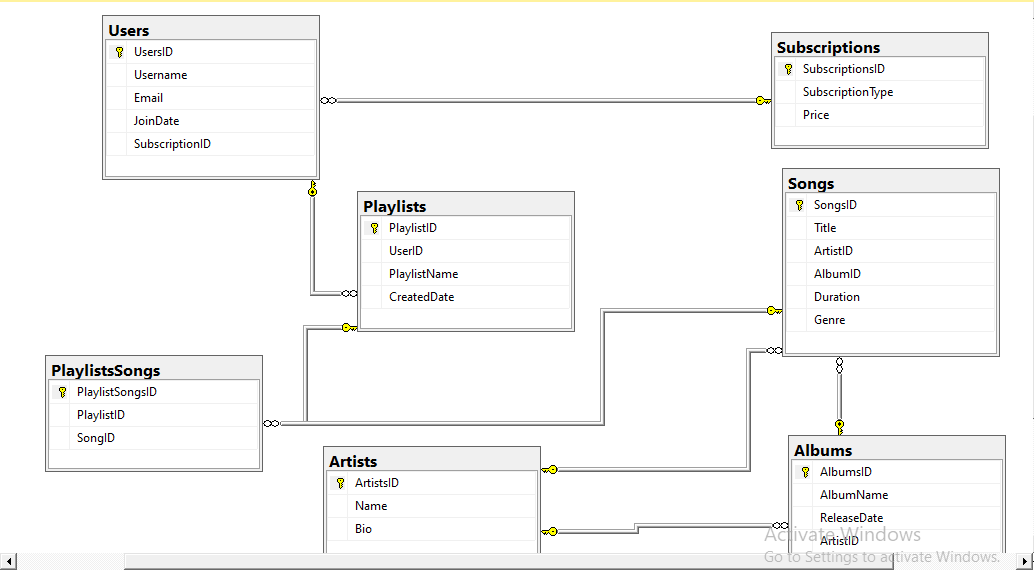 Users
UsersID
Username
Email
JoinDate
SubscriptionID
Subscriptions
SubscriptionsID
SubscriptionType
Price
Playlists
PlaylistID
UserID
PlaylistName
CreatedDate
Songs
SongsID
Title
ArtistID
AlbumID
Duration
Genre
PlaylistsSongs
PlaylistSongsID
PlaylistID
SongID
Artists
ArtistsID
Name
Bio
Albums
AlbumsID
AlbumName
ReleaseDate
ArtistID
Activate Windows
Go to Settings to activate Windows.